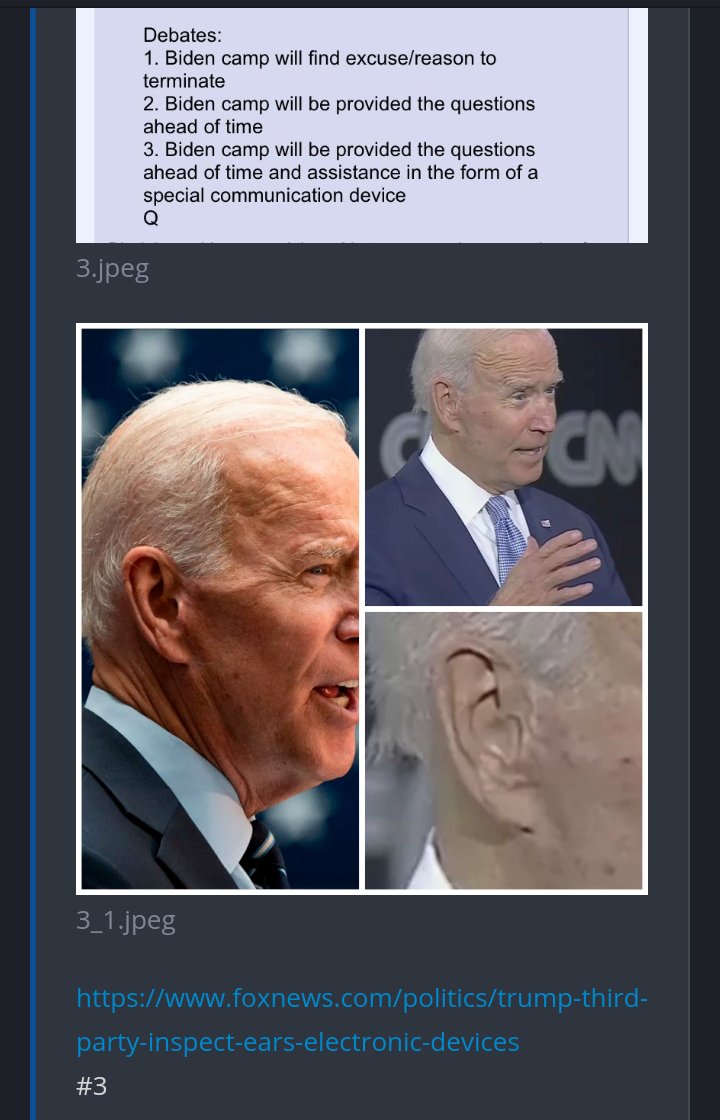 Debates:
1. Biden camp will find excuse/reason to
terminate
2. Biden camp will be provided the questions
ahead of time
3. Biden camp will be provided the questions
ahead of time and assistance in the form of a
special communication device
Q
3.jpeg
CNN
3_1.jpeg
https://www.foxnews.com/politics/trump-third-
party-inspect-ears-electronic-devices
#3